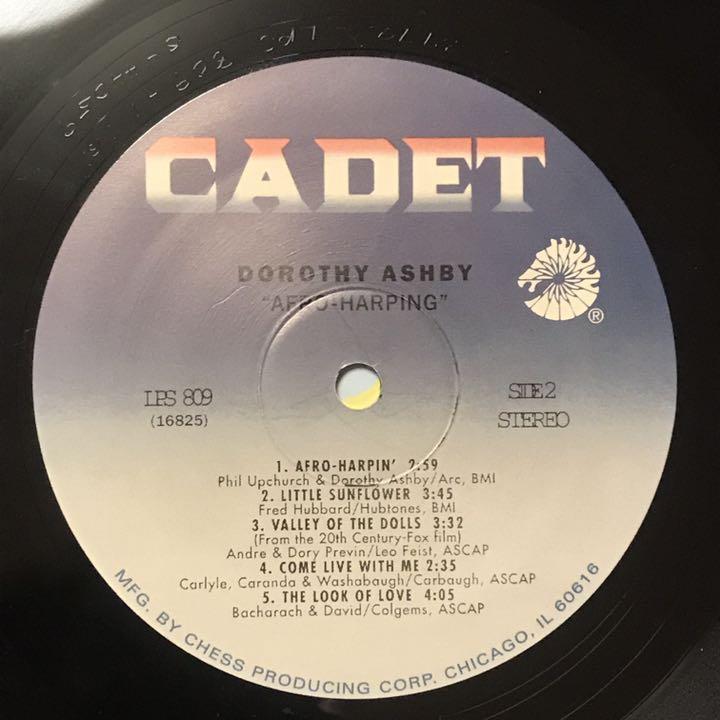 CADET
DOROTHY ASHBY
"AFRO-HARPING"
®
LPS 809
(16825)
SIDE 2
STEREO
1. AFRO-HARPIN' 2:59
Phil Upchurch & Dorothy Ashby/Arc, BMI
2. LITTLE SUNFLOWER 3:45
Fred Hubbard/Hubtones, BMI
3. VALLEY OF THE DOLLS 3:32
(From the 20th Century-Fox film)
Andre & Dory Previn/Leo Feist, ASCAP
4. COME LIVE WITH ME 2:35
Carlyle, Caranda & Washabaugh/Carbaugh, ASCAP
5. THE LOOK OF LOVE 4:05
Bacharach & David/Colgems, ASCAP
MFG. BY CHESS PRODUCING CORP. CHICAGO, IL 60616